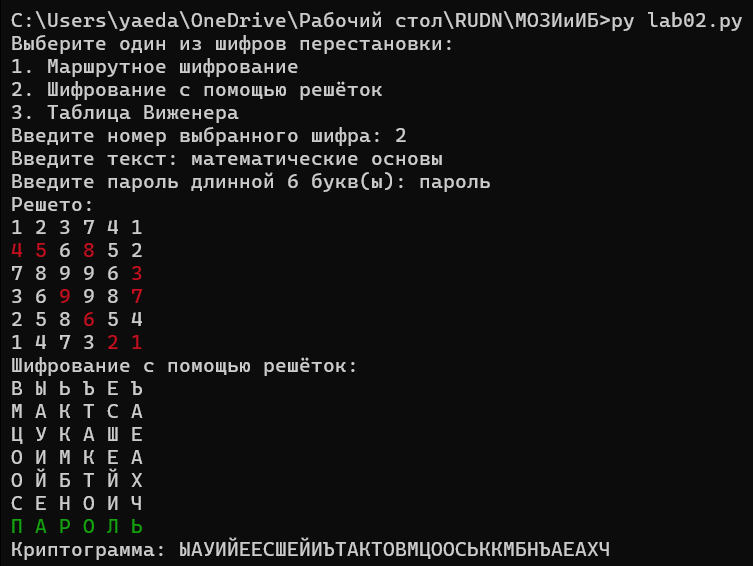 C:\Users\yaeda\OneDrive\Рабочий стол\RUDN\МОЗИиИБ>py lab02.py
Выберите один из шифров перестановки:
1. Маршрутное шифрование
2. Шифрование с помощью решёток
3. Таблица Виженера
Введите номер выбранного шифра: 2
Введите текст: математические основы
Введите пароль длинной 6 букв(ы): пароль
Решето:
1 2 3 7 4 1
4 5 6 8 5 2
7 8 9 9 6 3
3 6 9 9 8 7
2 5 8 6 5 4
1 4 7 3 2 1
Шифрование с помощью решёток:
В Ы Ь Ъ Е Ъ
М А К Т С А
Ц У К А Ш Е
О И М К Е А
О Й Б Т Й Х
С Е Н О И Ч
П А Р О Л Ь
Криптограмма: ЫАУИЙЕЕСШЕЙИЪТАКТОВМЦООСЬККМБНЪАЕАХЧ